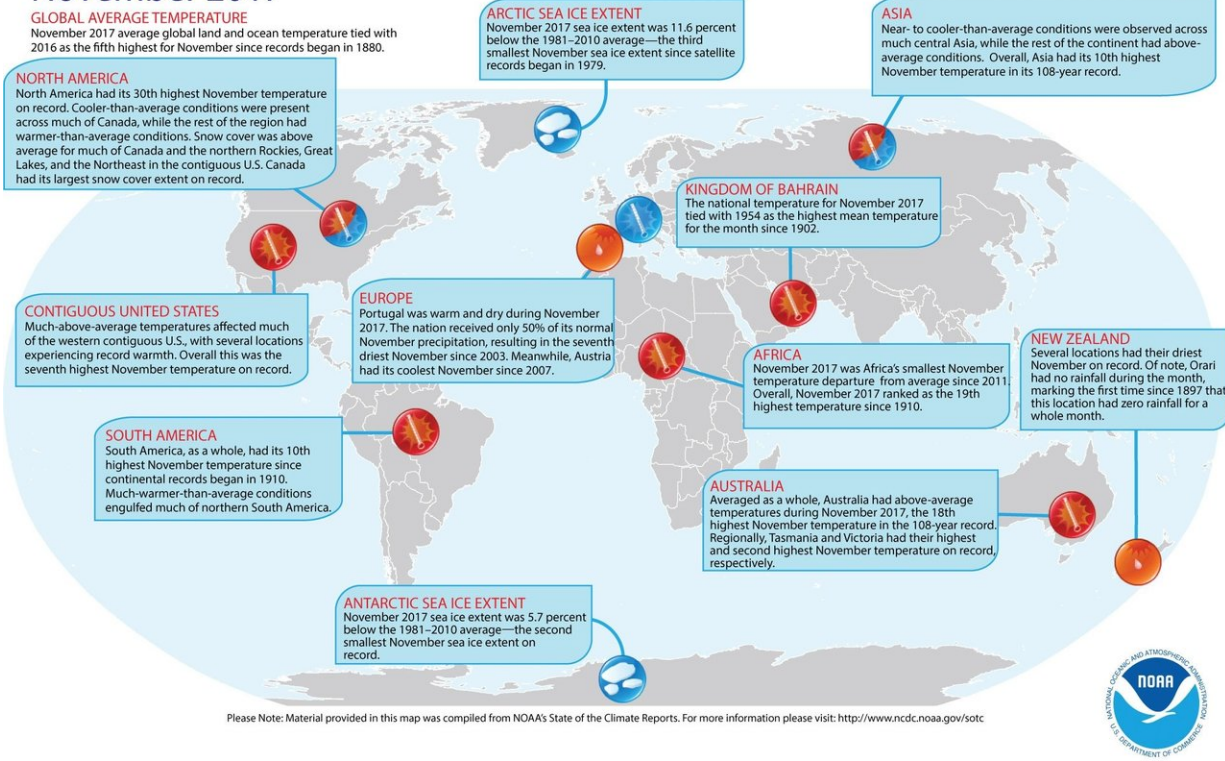 November 2017
GLOBAL AVERAGE TEMPERATURE
November 2017 average global land and ocean temperature tied with
2016 as the fifth highest for November since records began in 1880.
ARCTIC SEA ICE EXTENT
November 2017 sea ice extent was 11.6 percent
below the 1981–2010 average—the third
smallest November sea ice extent since satellite
records began in 1979.
ASIA
Near- to cooler-than-average conditions were observed across
much central Asia, while the rest of the continent had above-
average conditions. Overall, Asia had its 10th highest
November temperature in its 108-year record.
NORTH AMERICA
North America had its 30th highest November temperature
on record. Cooler-than-average conditions were present
across much of Canada, while the rest of the region had
warmer-than-average conditions. Snow cover was above
average for much of Canada and the northern Rockies, Great
Lakes, and the Northeast in the contiguous U.S. Canada
had its largest snow cover extent on record.
KINGDOM OF BAHRAIN
The national temperature for November 2017
tied with 1954 as the highest mean temperature
for the month since 1902.
CONTIGUOUS UNITED STATES
Much-above-average temperatures affected much
of the western contiguous U.S., with several locations
experiencing record warmth. Overall this was the
seventh highest November temperature on record.
EUROPE
Portugal was warm and dry during November
2017. The nation received only 50% of its normal
November precipitation, resulting in the seventh
driest November since 2003. Meanwhile, Austria
had its coolest November since 2007.
AFRICA
November 2017 was Africa's smallest November
temperature departure from average since 2011.
Overall, November 2017 ranked as the 19th
highest temperature since 1910.
NEW ZEALAND
Several locations had their driest
November on record. Of note, Orari
had no rainfall during the month,
marking the first time since 1897 that
this location had zero rainfall for a
whole month.
SOUTH AMERICA
South America, as a whole, had its 10th
highest November temperature since
continental records began in 1910.
Much-warmer-than-average conditions
engulfed much of northern South America.
AUSTRALIA
Averaged as a whole, Australia had above-average
temperatures during November 2017, the 18th
highest November temperature in the 108-year record.
Regionally, Tasmania and Victoria had their highest
and second highest November temperature on record,
respectively.
ANTARCTIC SEA ICE EXTENT
November 2017 sea ice extent was 5.7 percent
below the 1981–2010 average—the second
smallest November sea ice extent on
record.
Please Note: Material provided in this map was compiled from NOAA's State of the Climate Reports. For more information please visit: http://www.ncdc.noaa.gov/sotc
NATIONAL OCEANIC AND ATMOSPHERIC ADMINISTRATION
NOAA
U.S. DEPARTMENT OF COMMERCE